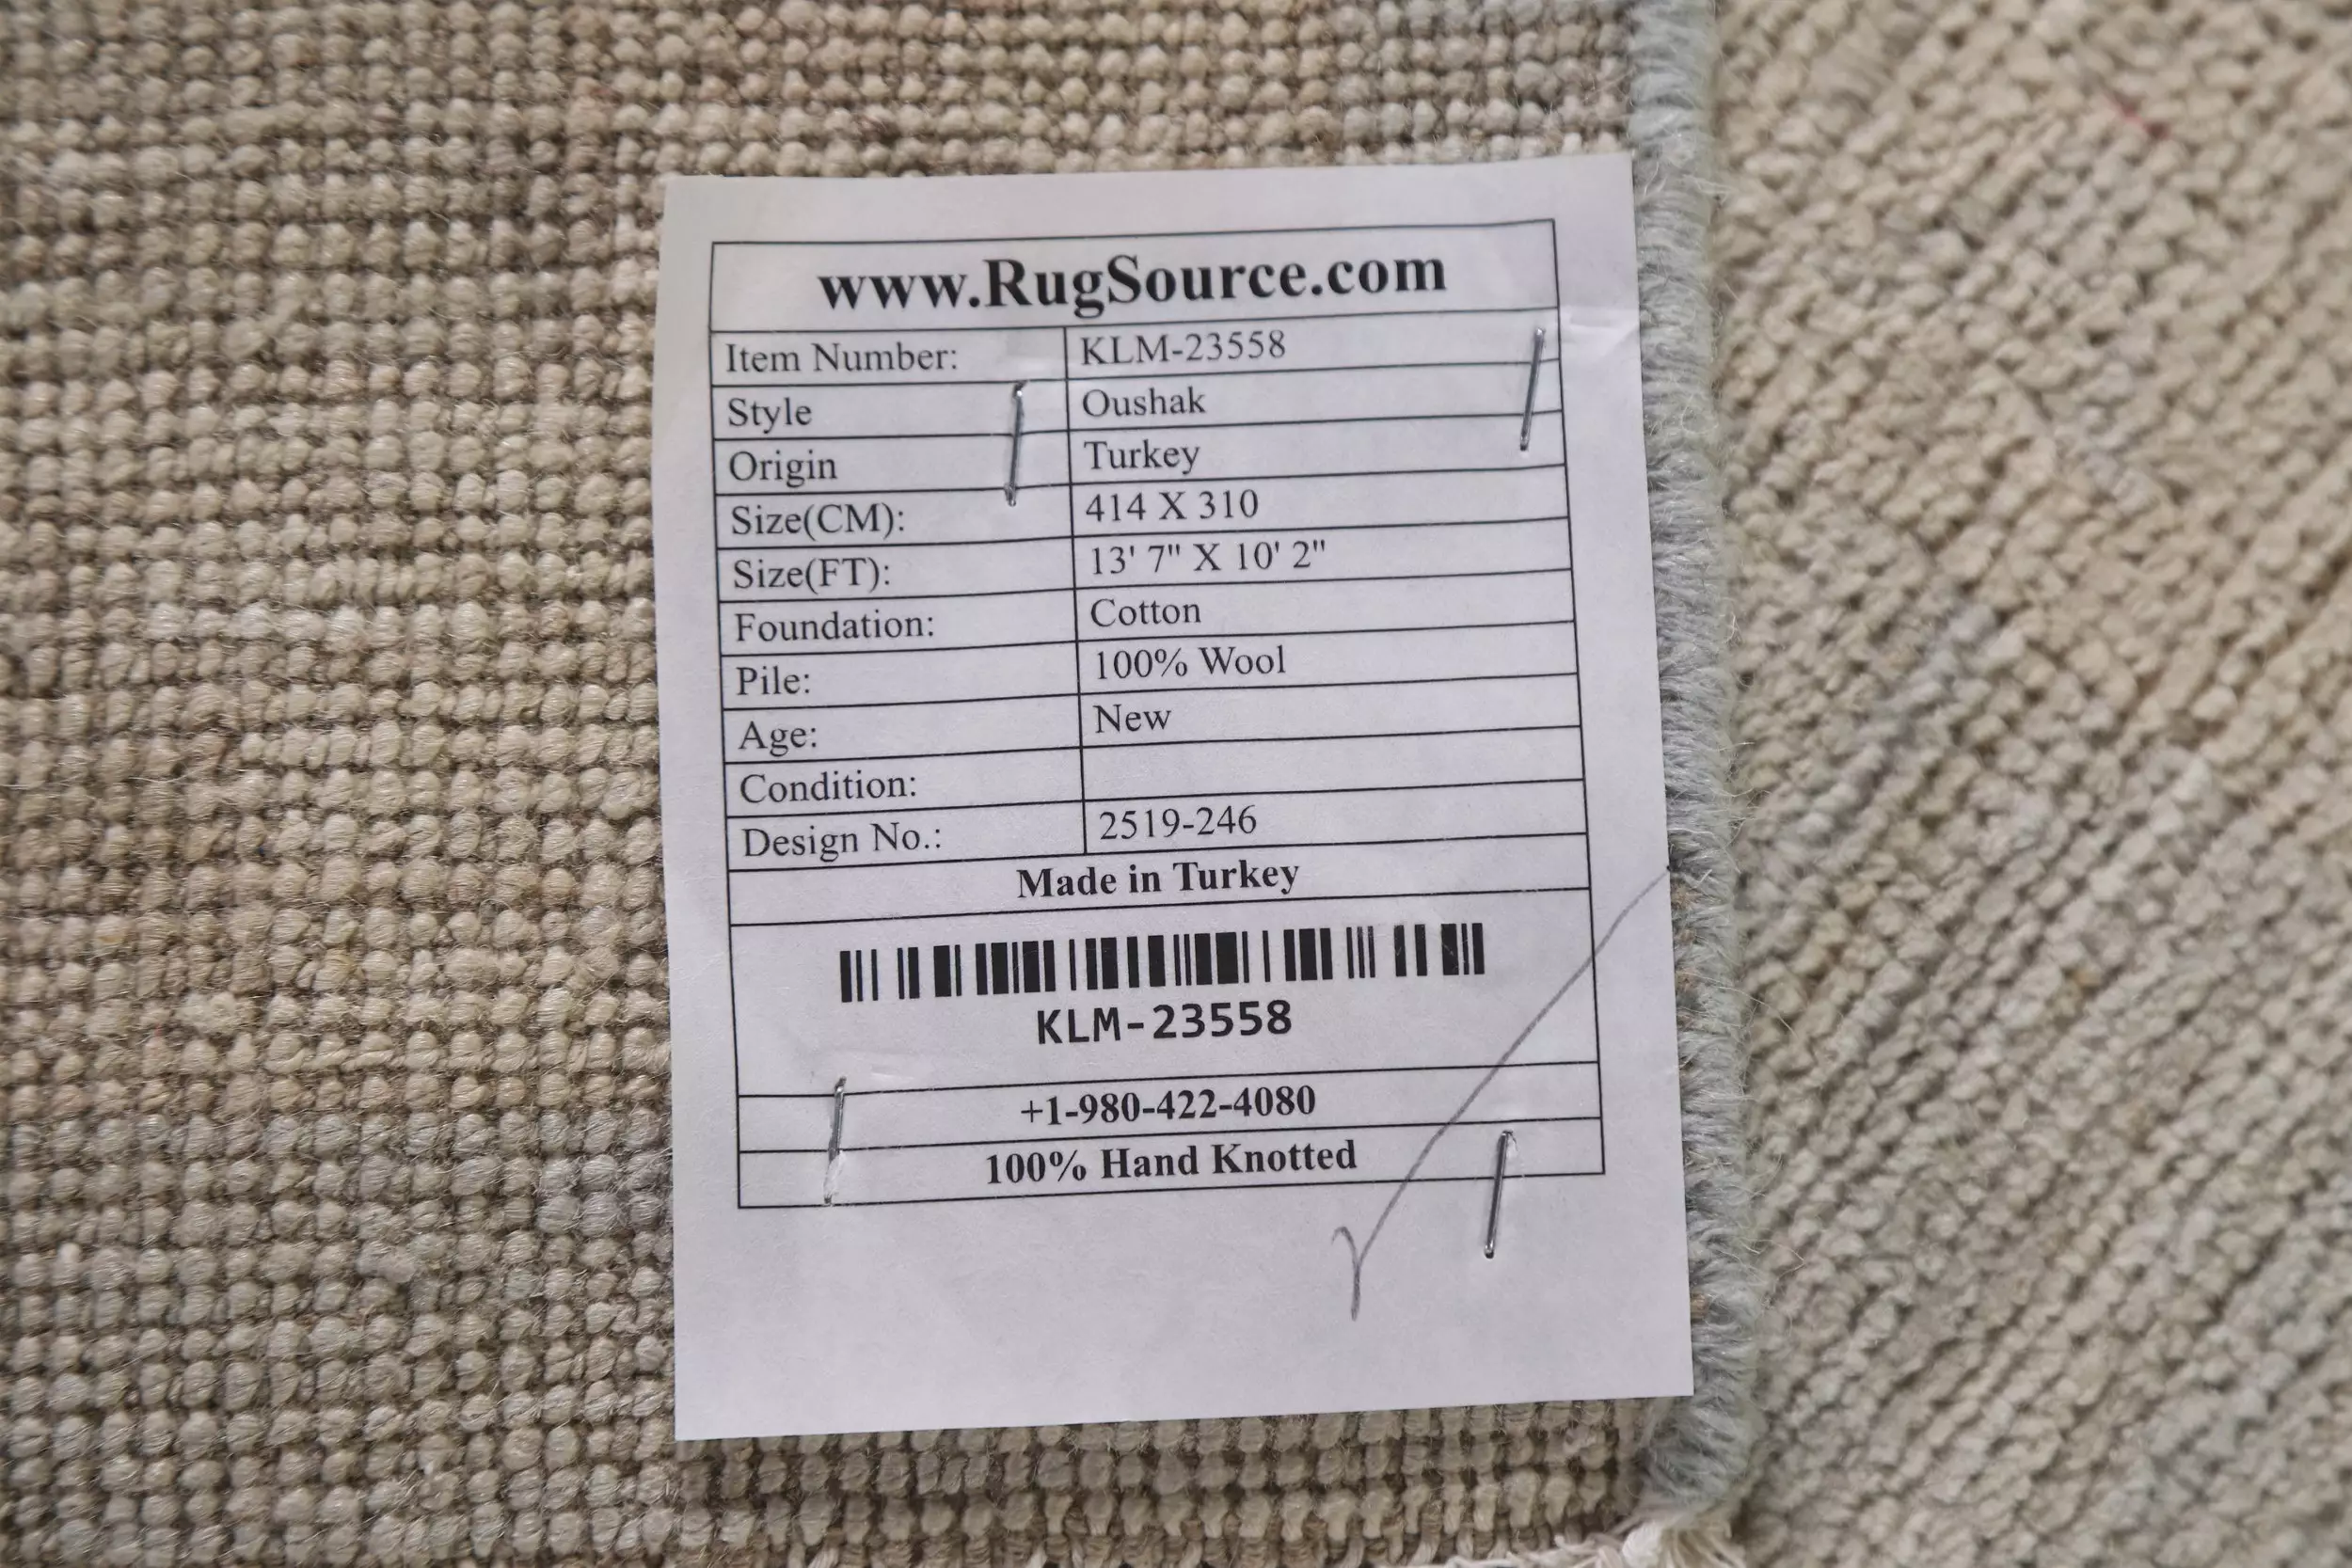 www.RugSource.com
Item Number: KLM-23558
Style Oushak
Origin Turkey
Size(CM): 414 X 310
Size(FT): 13' 7" X 10' 2"
Foundation: Cotton
Pile: 100% Wool
Age: New
Condition:
Design No.: 2519-246
Made in Turkey
KLM-23558
+1-980-422-4080
100% Hand Knotted